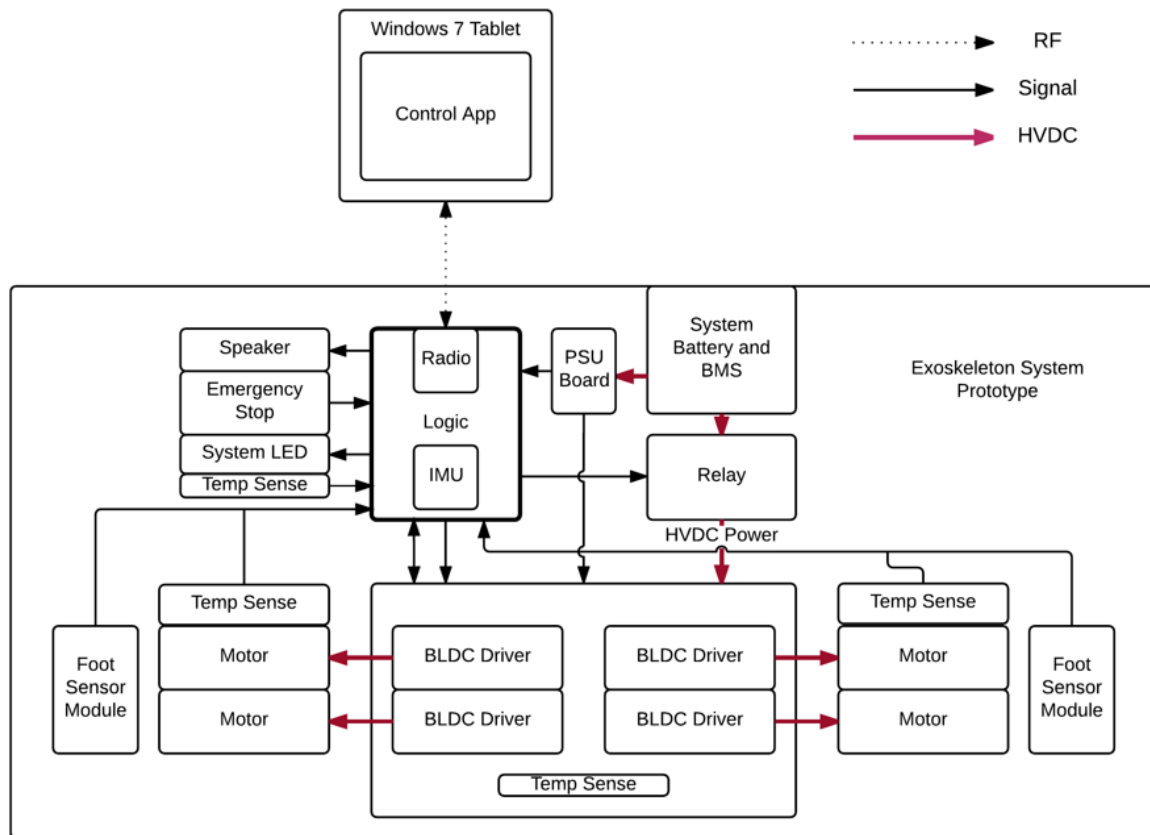 Windows 7 Tablet
Control App
RF
Signal
HVDC
Speaker
Emergency
Stop
System LED
Temp Sense
Radio
Logic
IMU
PSU
Board
System
Battery and
BMS
Relay
HVDC Power
Exoskeleton System
Prototype
Foot
Sensor
Module
Temp Sense
Motor
Motor
BLDC Driver
BLDC Driver
BLDC Driver
BLDC Driver
Temp Sense
Temp Sense
Motor
Motor
Foot
Sensor
Module